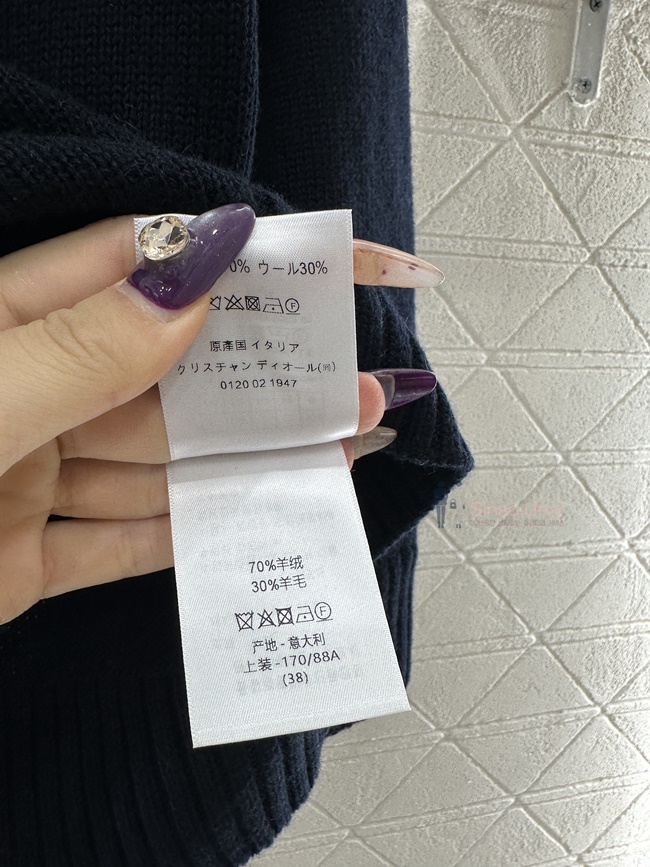 0% ウール30%
原産国 イタリア
クリスチャン ディオール(同)
0120 02 1947
70%羊绒
30%羊毛
F
产地 - 意大利
上装 -170/88A
(38)